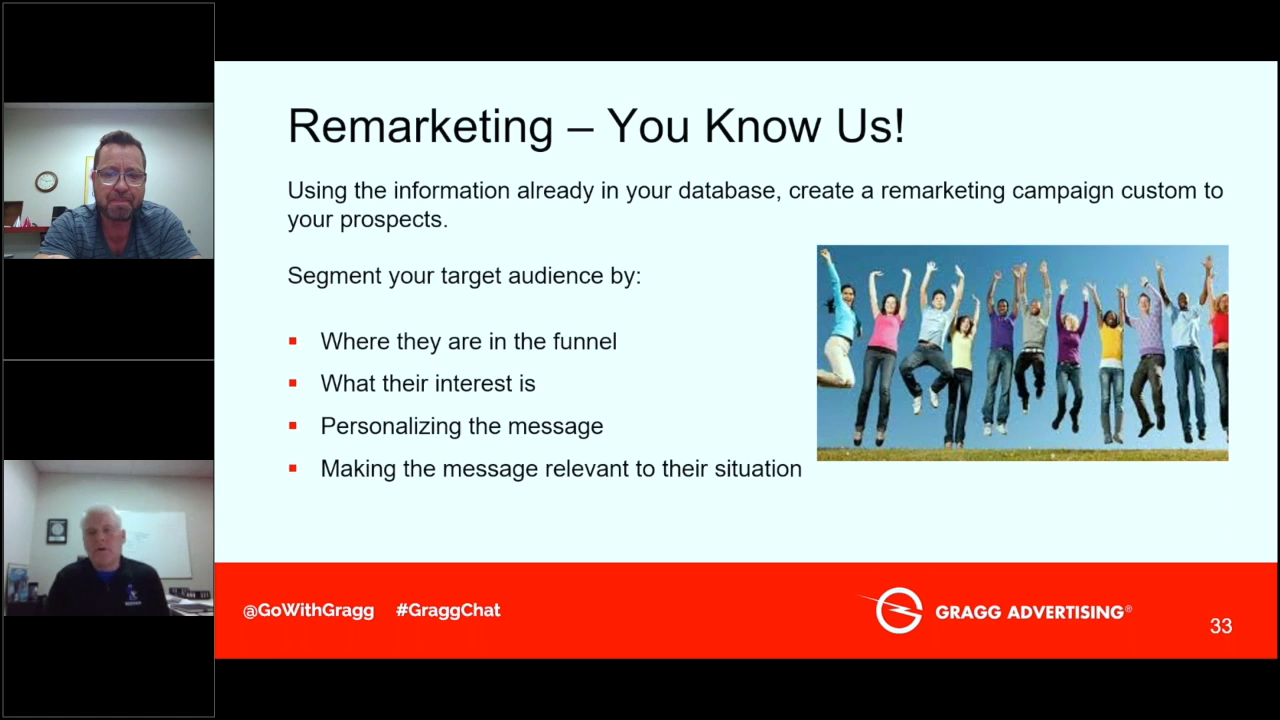 Remarketing – You Know Us!
Using the information already in your database, create a remarketing campaign custom to
your prospects.
Segment your target audience by:
▪ Where they are in the funnel
▪ What their interest is
▪ Personalizing the message
▪ Making the message relevant to their situation
@GoWithGragg #GraggChat
GRAGG ADVERTISING®
33